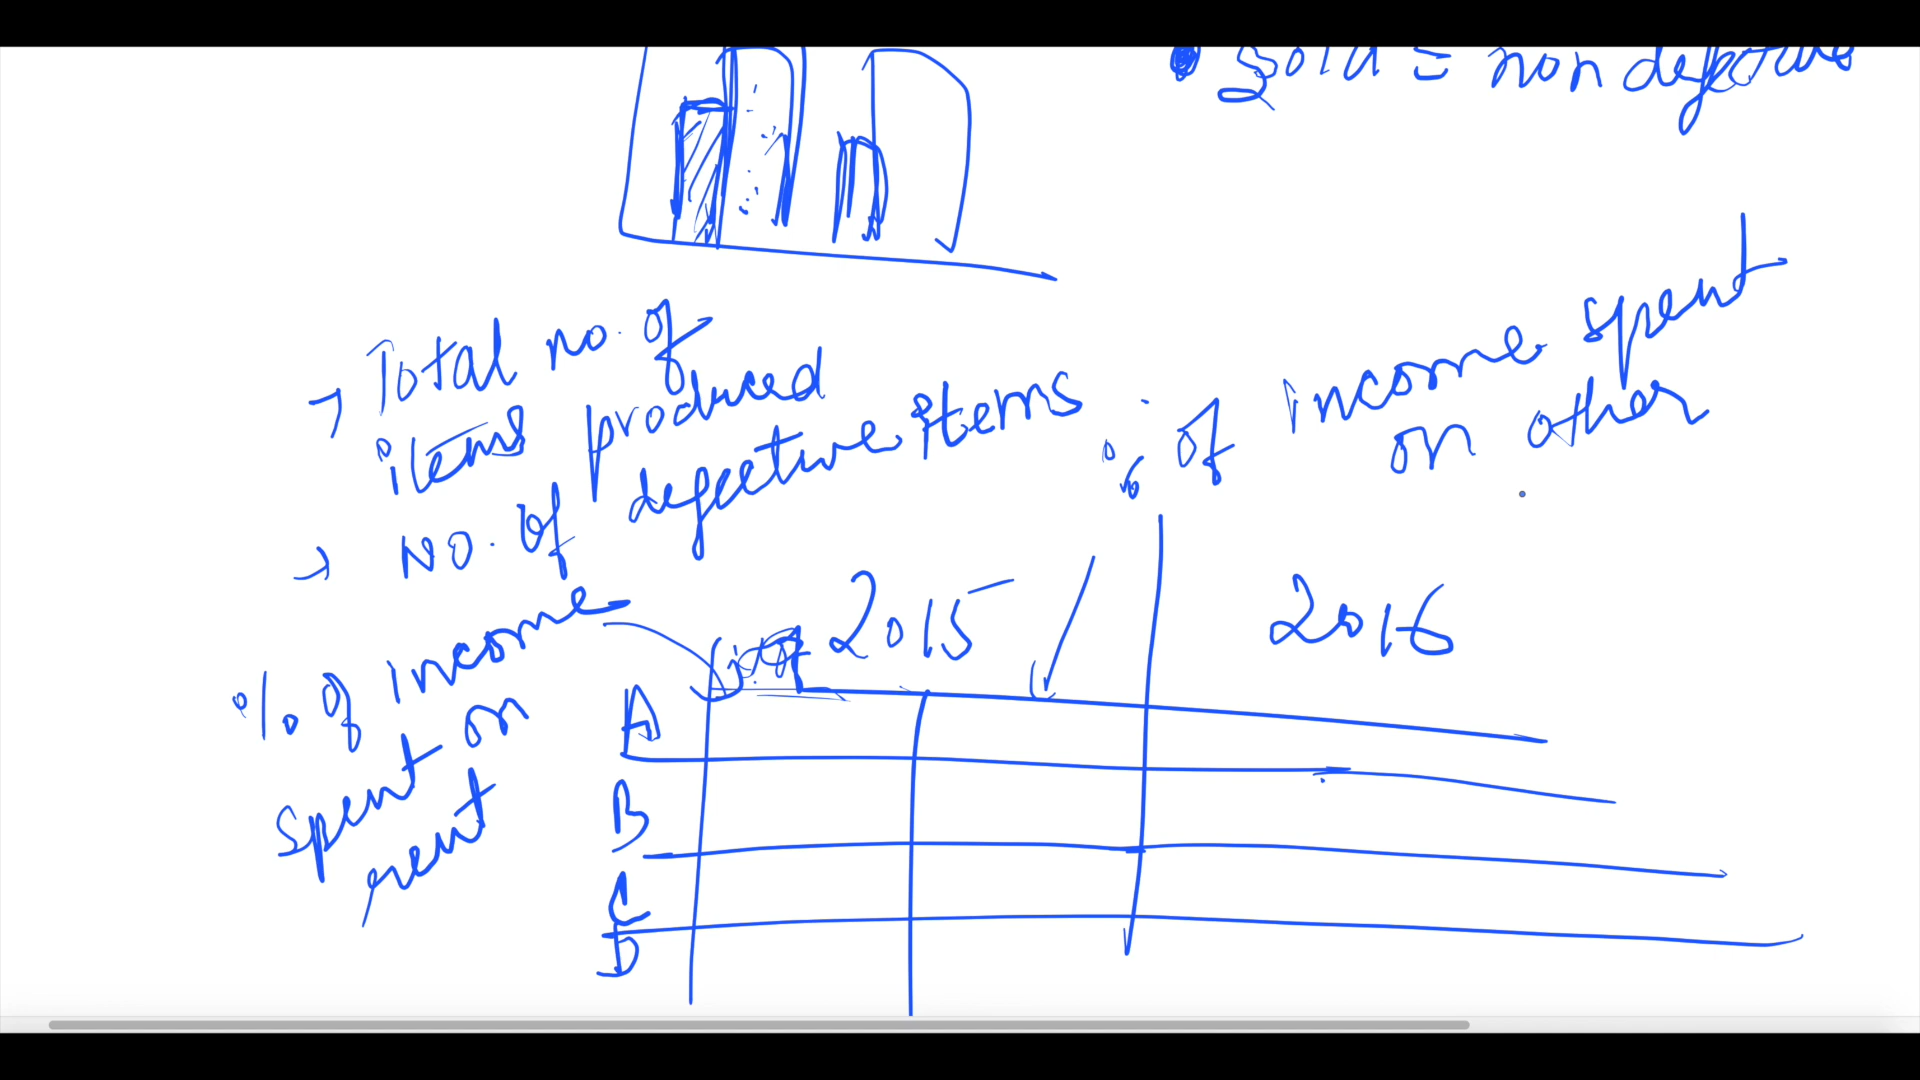 Sold = non defectives
→ Total no. of
items produced
→ NO. of defective items
% of income spent
on other
% of income
spent on
rent
2015
2016
A
B
C
D